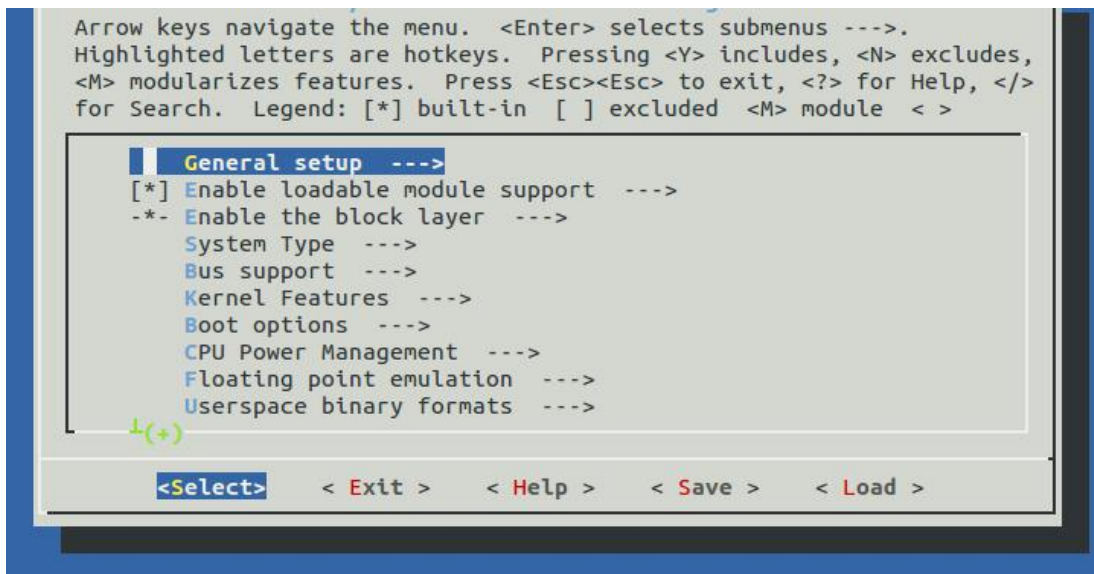 Arrow keys navigate the menu.  <Enter> selects submenus --->.
Highlighted letters are hotkeys.  Pressing <Y> includes, <N> excludes,
<M> modularizes features.  Press <Esc><Esc> to exit, <?> for Help, </>
for Search.  Legend: [*] built-in  [ ] excluded  <M> module  < >
General setup  --->
[*] Enable loadable module support  --->
-*- Enable the block layer  --->
System Type  --->
Bus support  --->
Kernel Features  --->
Boot options  --->
CPU Power Management  --->
Floating point emulation  --->
Userspace binary formats  --->
┴(+)
<Select>    < Exit >    < Help >    < Save >    < Load >